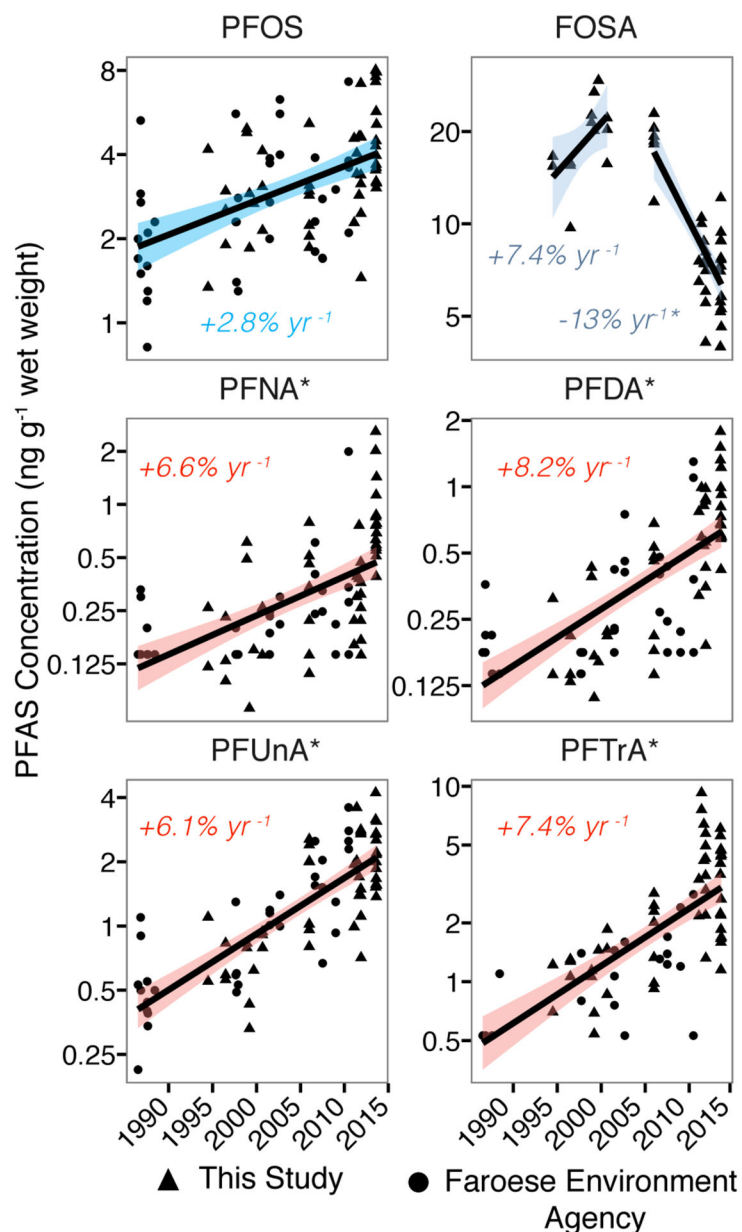 PFOS FOSA
8
4
2
1
+2.8% yr -1
20
10
5
+7.4% yr -1
-13% yr-1*
PFAS Concentration (ng g-1 wet weight)
PFNA* PFDA*
2
1
0.5
0.25
0.125
+6.6% yr -1
2
1
0.5
0.25
0.125
+8.2% yr -1
PFUnA* PFTrA*
4
2
1
0.5
0.25
+6.1% yr -1
10
5
2
1
0.5
+7.4% yr -1
1990 1995 2000 2005 2010 2015 1990 1995 2000 2005 2010 2015
This Study Faroese Environment
Agency